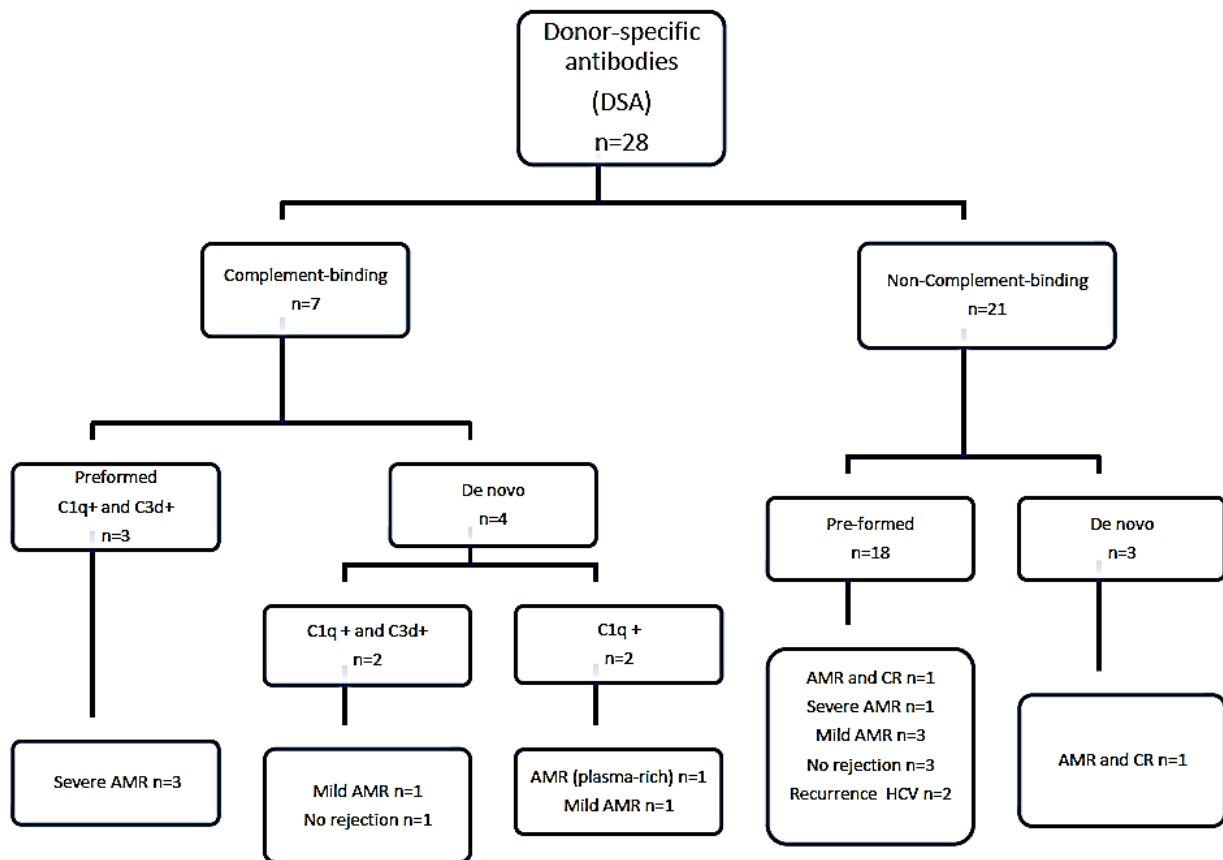 Donor-specific
antibodies
(DSA)
n=28
Complement-binding
n=7
Non-Complement-binding
n=21
Preformed
C1q+ and C3d+
n=3
De novo
n=4
Pre-formed
n=18
De novo
n=3
C1q + and C3d+
n=2
C1q +
n=2
Severe AMR n=3
Mild AMR n=1
No rejection n=1
AMR (plasma-rich) n=1
Mild AMR n=1
AMR and CR n=1
Severe AMR n=1
Mild AMR n=3
No rejection n=3
Recurrence HCV n=2
AMR and CR n=1